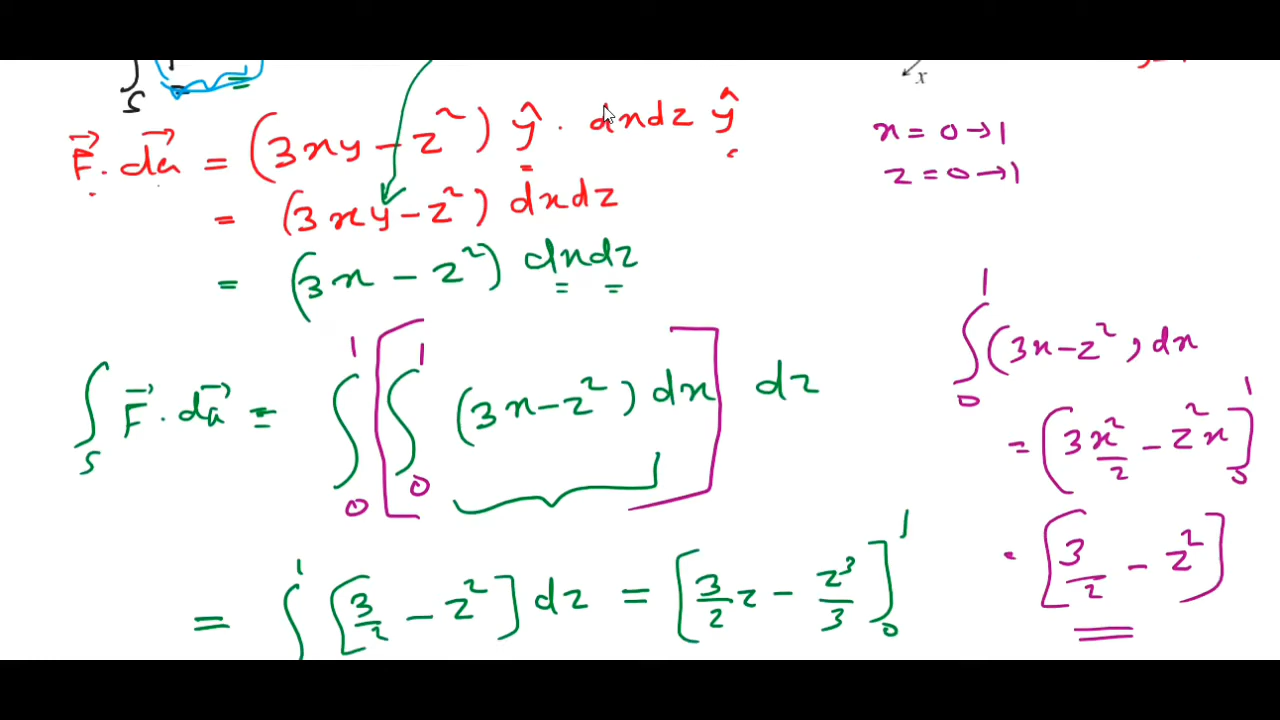 S
x
F⃗ . da⃗ = (3xy − z²) ŷ . dxdz ŷ
x = 0 → 1
z = 0 → 1
= (3xy − z²) dxdz
= (3x − z²) dxdz
∫₀¹ (3x − z²) dx
∫_S F⃗ . da⃗ = ∫₀¹ [ ∫₀¹ (3x − z²) dx ] dz
= [3x²/2 − z²x]₀¹
= [3/2 − z²]
= ∫¹ [3/2 − z²] dz = [3/2 z − z³/3]₀¹